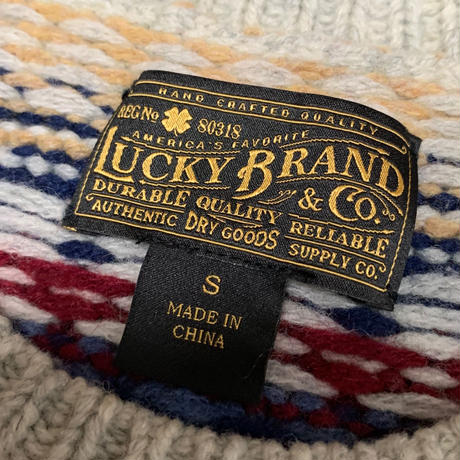 HAND CRAFTED QUALITY
REG No 80318
AMERICA'S FAVORITE
LUCKY BRAND & CO.
DURABLE QUALITY RELIABLE
AUTHENTIC DRY GOODS SUPPLY CO.
S
MADE IN
CHINA